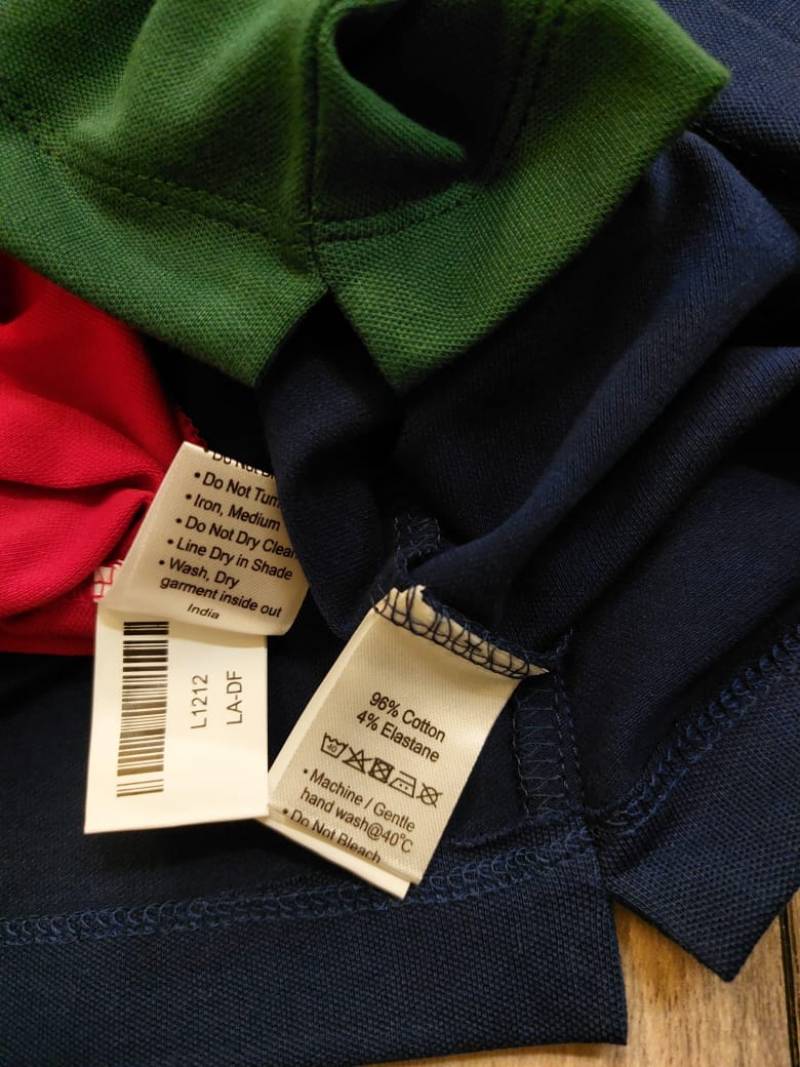 • Do Not Tum
• Iron, Medium
• Do Not Dry Clean
• Line Dry in Shade
• Wash, Dry
garment inside out
India
L1212
LA-DF
96% Cotton
4% Elastane
40
• Machine / Gentle
hand wash@40°C
• Do Not Bleach